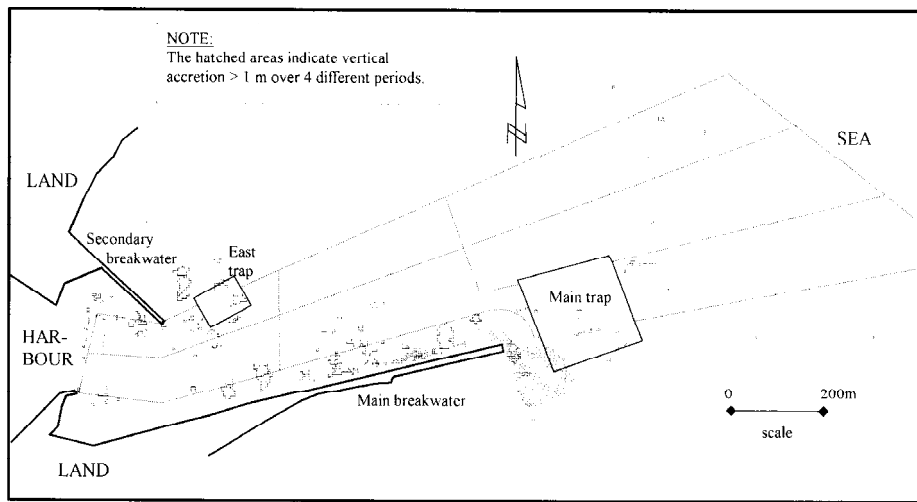 NOTE:
The hatched areas indicate vertical
accretion > 1 m over 4 different periods.
SEA
LAND
Secondary
breakwater
East
trap
Main trap
HAR-
BOUR
Main breakwater
0 200m
scale
LAND